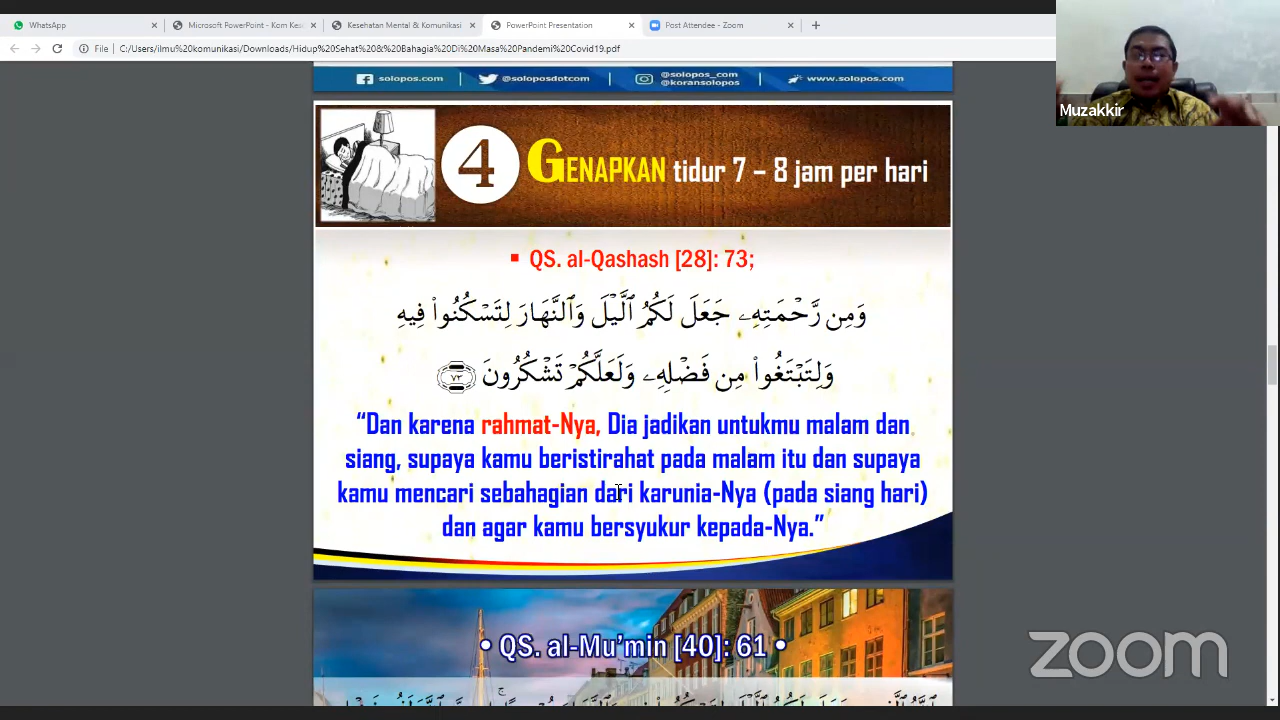 WhatsApp
Microsoft PowerPoint - Kom Kes
Kesehatan Mental & Komunikasi
PowerPoint Presentation
Post Attendee - Zoom
File | C:/Users/ilmu%20komunikasi/Downloads/Hidup%20Sehat%20&%20Bahagia%20Di%20Masa%20Pandemi%20Covid19.pdf
Muzakkir
solopos.com | @soloposdotcom | @solopos_com @koransolopos | www.solopos.com
4 GENAPKAN tidur 7 – 8 jam per hari
▪ QS. al-Qashash [28]: 73;
وَمِن رَّحْمَتِهِۦ جَعَلَ لَكُمُ ٱلَّيْلَ وَٱلنَّهَارَ لِتَسْكُنُوا۟ فِيهِ
وَلِتَبْتَغُوا۟ مِن فَضْلِهِۦ وَلَعَلَّكُمْ تَشْكُرُونَ ٧٣
“Dan karena rahmat-Nya, Dia jadikan untukmu malam dan
siang, supaya kamu beristirahat pada malam itu dan supaya
kamu mencari sebahagian dari karunia-Nya (pada siang hari)
dan agar kamu bersyukur kepada-Nya.”
• QS. al-Mu’min [40]: 61 •
zoom